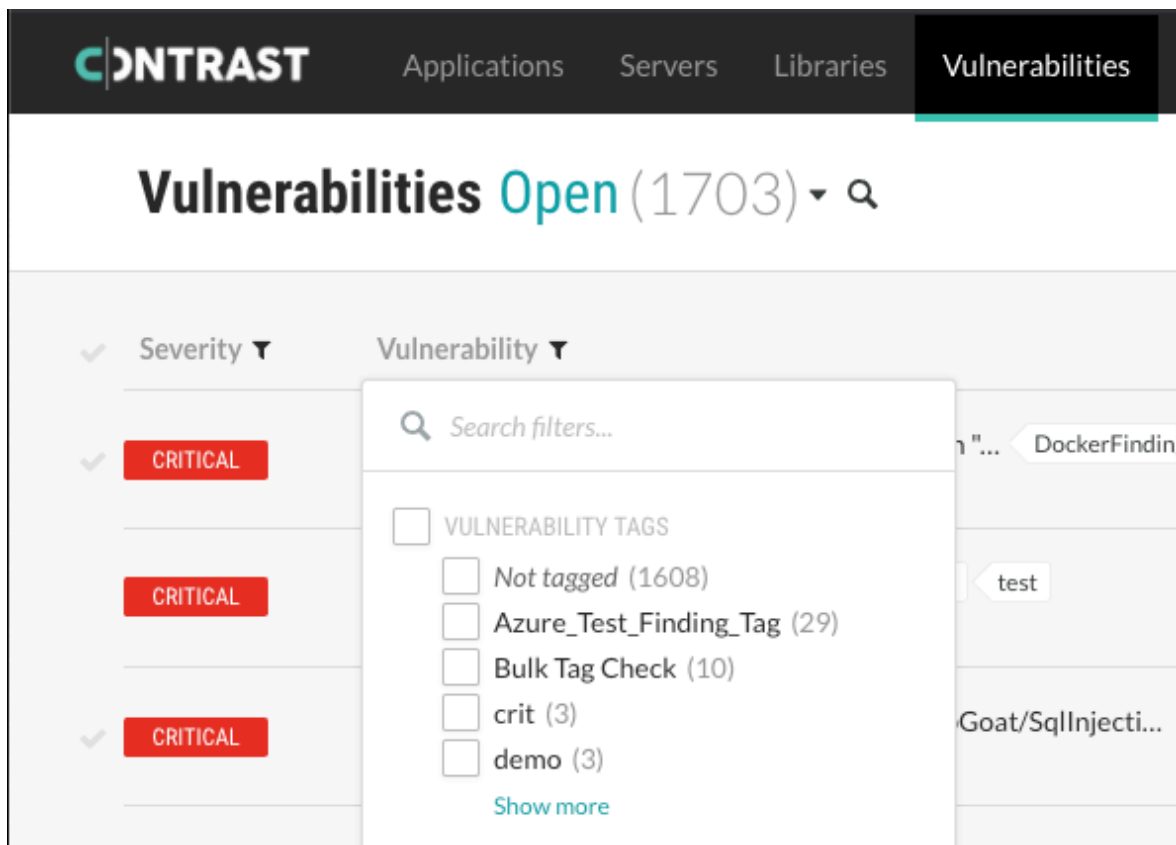 CONTRAST Applications Servers Libraries Vulnerabilities
Vulnerabilities Open (1703)
Severity Vulnerability
Search filters...
CRITICAL "... DockerFindin
VULNERABILITY TAGS
Not tagged (1608)
CRITICAL test
Azure_Test_Finding_Tag (29)
Bulk Tag Check (10)
crit (3)
CRITICAL Goat/SqlInjecti...
demo (3)
Show more